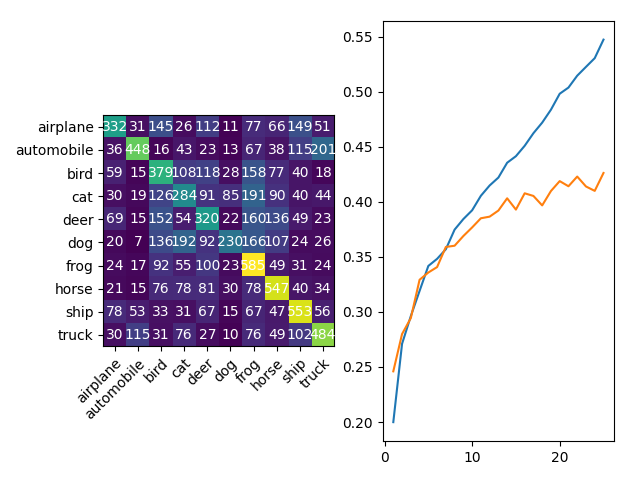 airplane 332 31 145 26 112 11 77 66 149 51
automobile 36 448 16 43 23 13 67 38 115 201
bird 59 15 379 108 118 28 158 77 40 18
cat 30 19 126 284 91 85 191 90 40 44
deer 69 15 152 54 320 22 160 136 49 23
dog 20 7 136 192 92 230 166 107 24 26
frog 24 17 92 55 100 23 585 49 31 24
horse 21 15 76 78 81 30 78 547 40 34
ship 78 53 33 31 67 15 67 47 553 56
truck 30 115 31 76 27 10 76 49 102 484
airplane
automobile
bird
cat
deer
dog
frog
horse
ship
truck
0.55
0.50
0.45
0.40
0.35
0.30
0.25
0.20
0 10 20